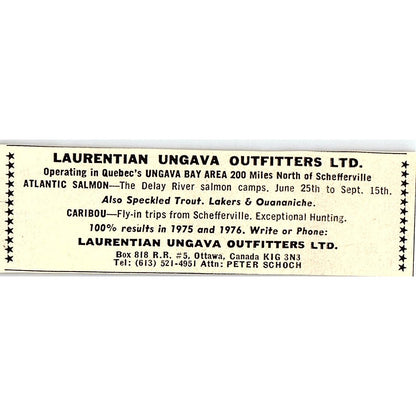 LAURENTIAN UNGAVA OUTFITTERS LTD.
Operating in Quebec's UNGAVA BAY AREA 200 Miles North of Schefferville
ATLANTIC SALMON—The Delay River salmon camps. June 25th to Sept. 15th.
Also Speckled Trout. Lakers & Ouananiche.
CARIBOU—Fly-in trips from Schefferville. Exceptional Hunting.
100% results in 1975 and 1976. Write or Phone:
LAURENTIAN UNGAVA OUTFITTERS LTD.
Box 818 R.R. #5, Ottawa, Canada K1G 3N3
Tel: (613) 521-4951 Attn: PETER SCHOCH